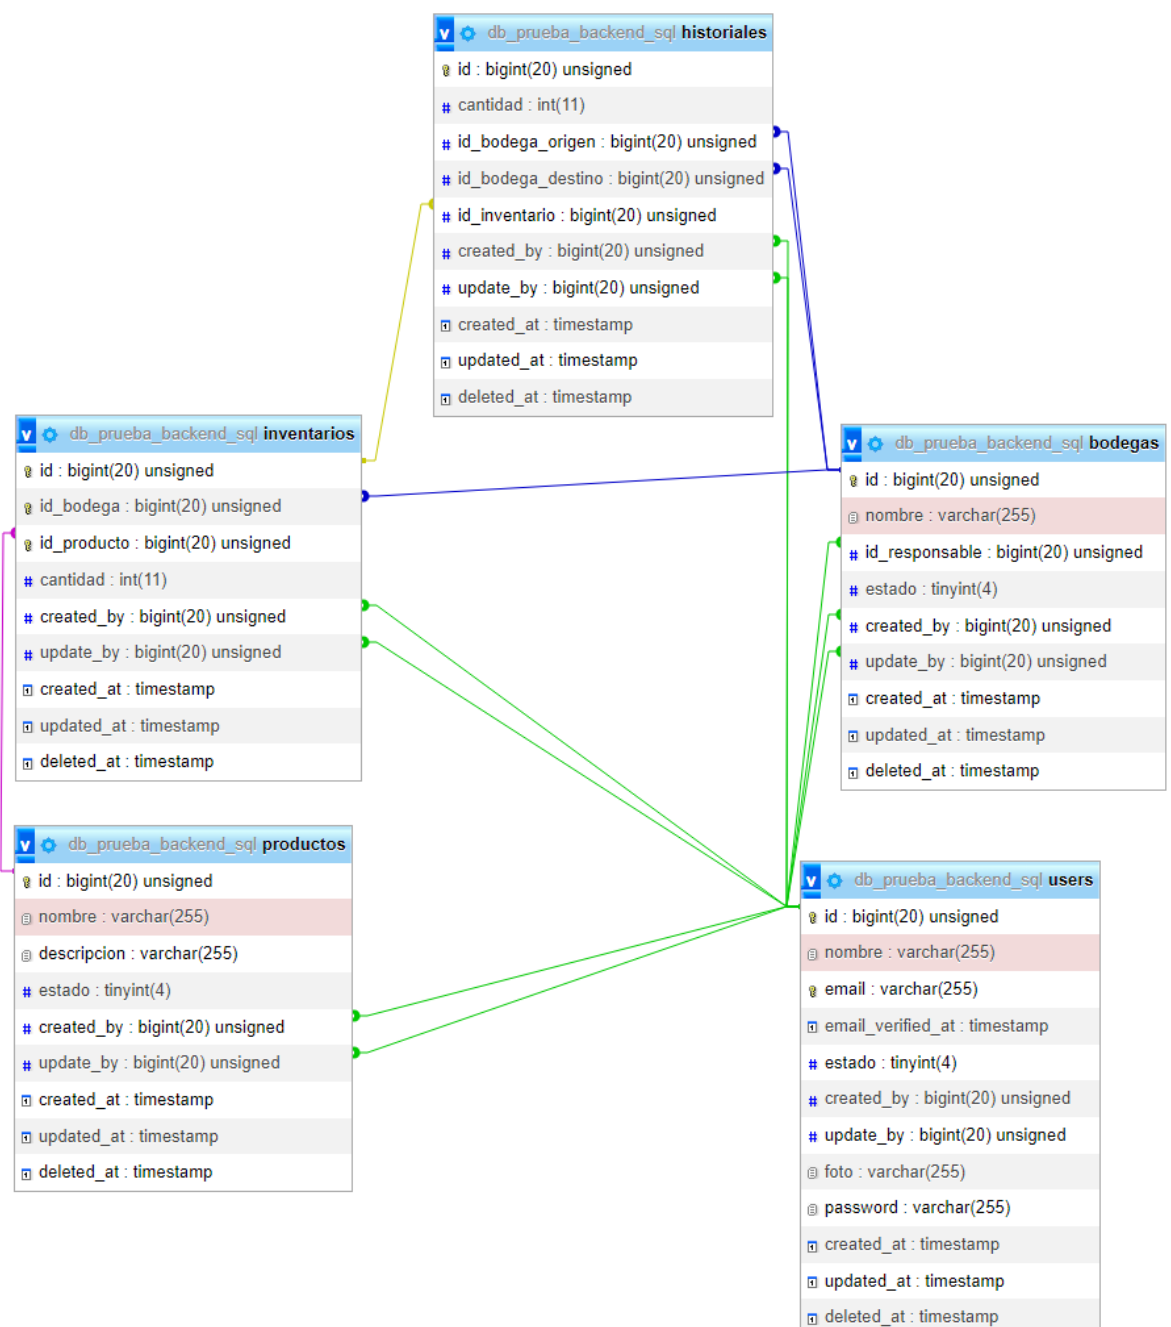 db_prueba_backend_sql historiales
id : bigint(20) unsigned
cantidad : int(11)
id_bodega_origen : bigint(20) unsigned
id_bodega_destino : bigint(20) unsigned
id_inventario : bigint(20) unsigned
created_by : bigint(20) unsigned
update_by : bigint(20) unsigned
created_at : timestamp
updated_at : timestamp
deleted_at : timestamp
db_prueba_backend_sql inventarios
id : bigint(20) unsigned
id_bodega : bigint(20) unsigned
id_producto : bigint(20) unsigned
cantidad : int(11)
created_by : bigint(20) unsigned
update_by : bigint(20) unsigned
created_at : timestamp
updated_at : timestamp
deleted_at : timestamp
db_prueba_backend_sql bodegas
id : bigint(20) unsigned
nombre : varchar(255)
id_responsable : bigint(20) unsigned
estado : tinyint(4)
created_by : bigint(20) unsigned
update_by : bigint(20) unsigned
created_at : timestamp
updated_at : timestamp
deleted_at : timestamp
db_prueba_backend_sql productos
id : bigint(20) unsigned
nombre : varchar(255)
descripcion : varchar(255)
estado : tinyint(4)
created_by : bigint(20) unsigned
update_by : bigint(20) unsigned
created_at : timestamp
updated_at : timestamp
deleted_at : timestamp
db_prueba_backend_sql users
id : bigint(20) unsigned
nombre : varchar(255)
email : varchar(255)
email_verified_at : timestamp
estado : tinyint(4)
created_by : bigint(20) unsigned
update_by : bigint(20) unsigned
foto : varchar(255)
password : varchar(255)
created_at : timestamp
updated_at : timestamp
deleted_at : timestamp